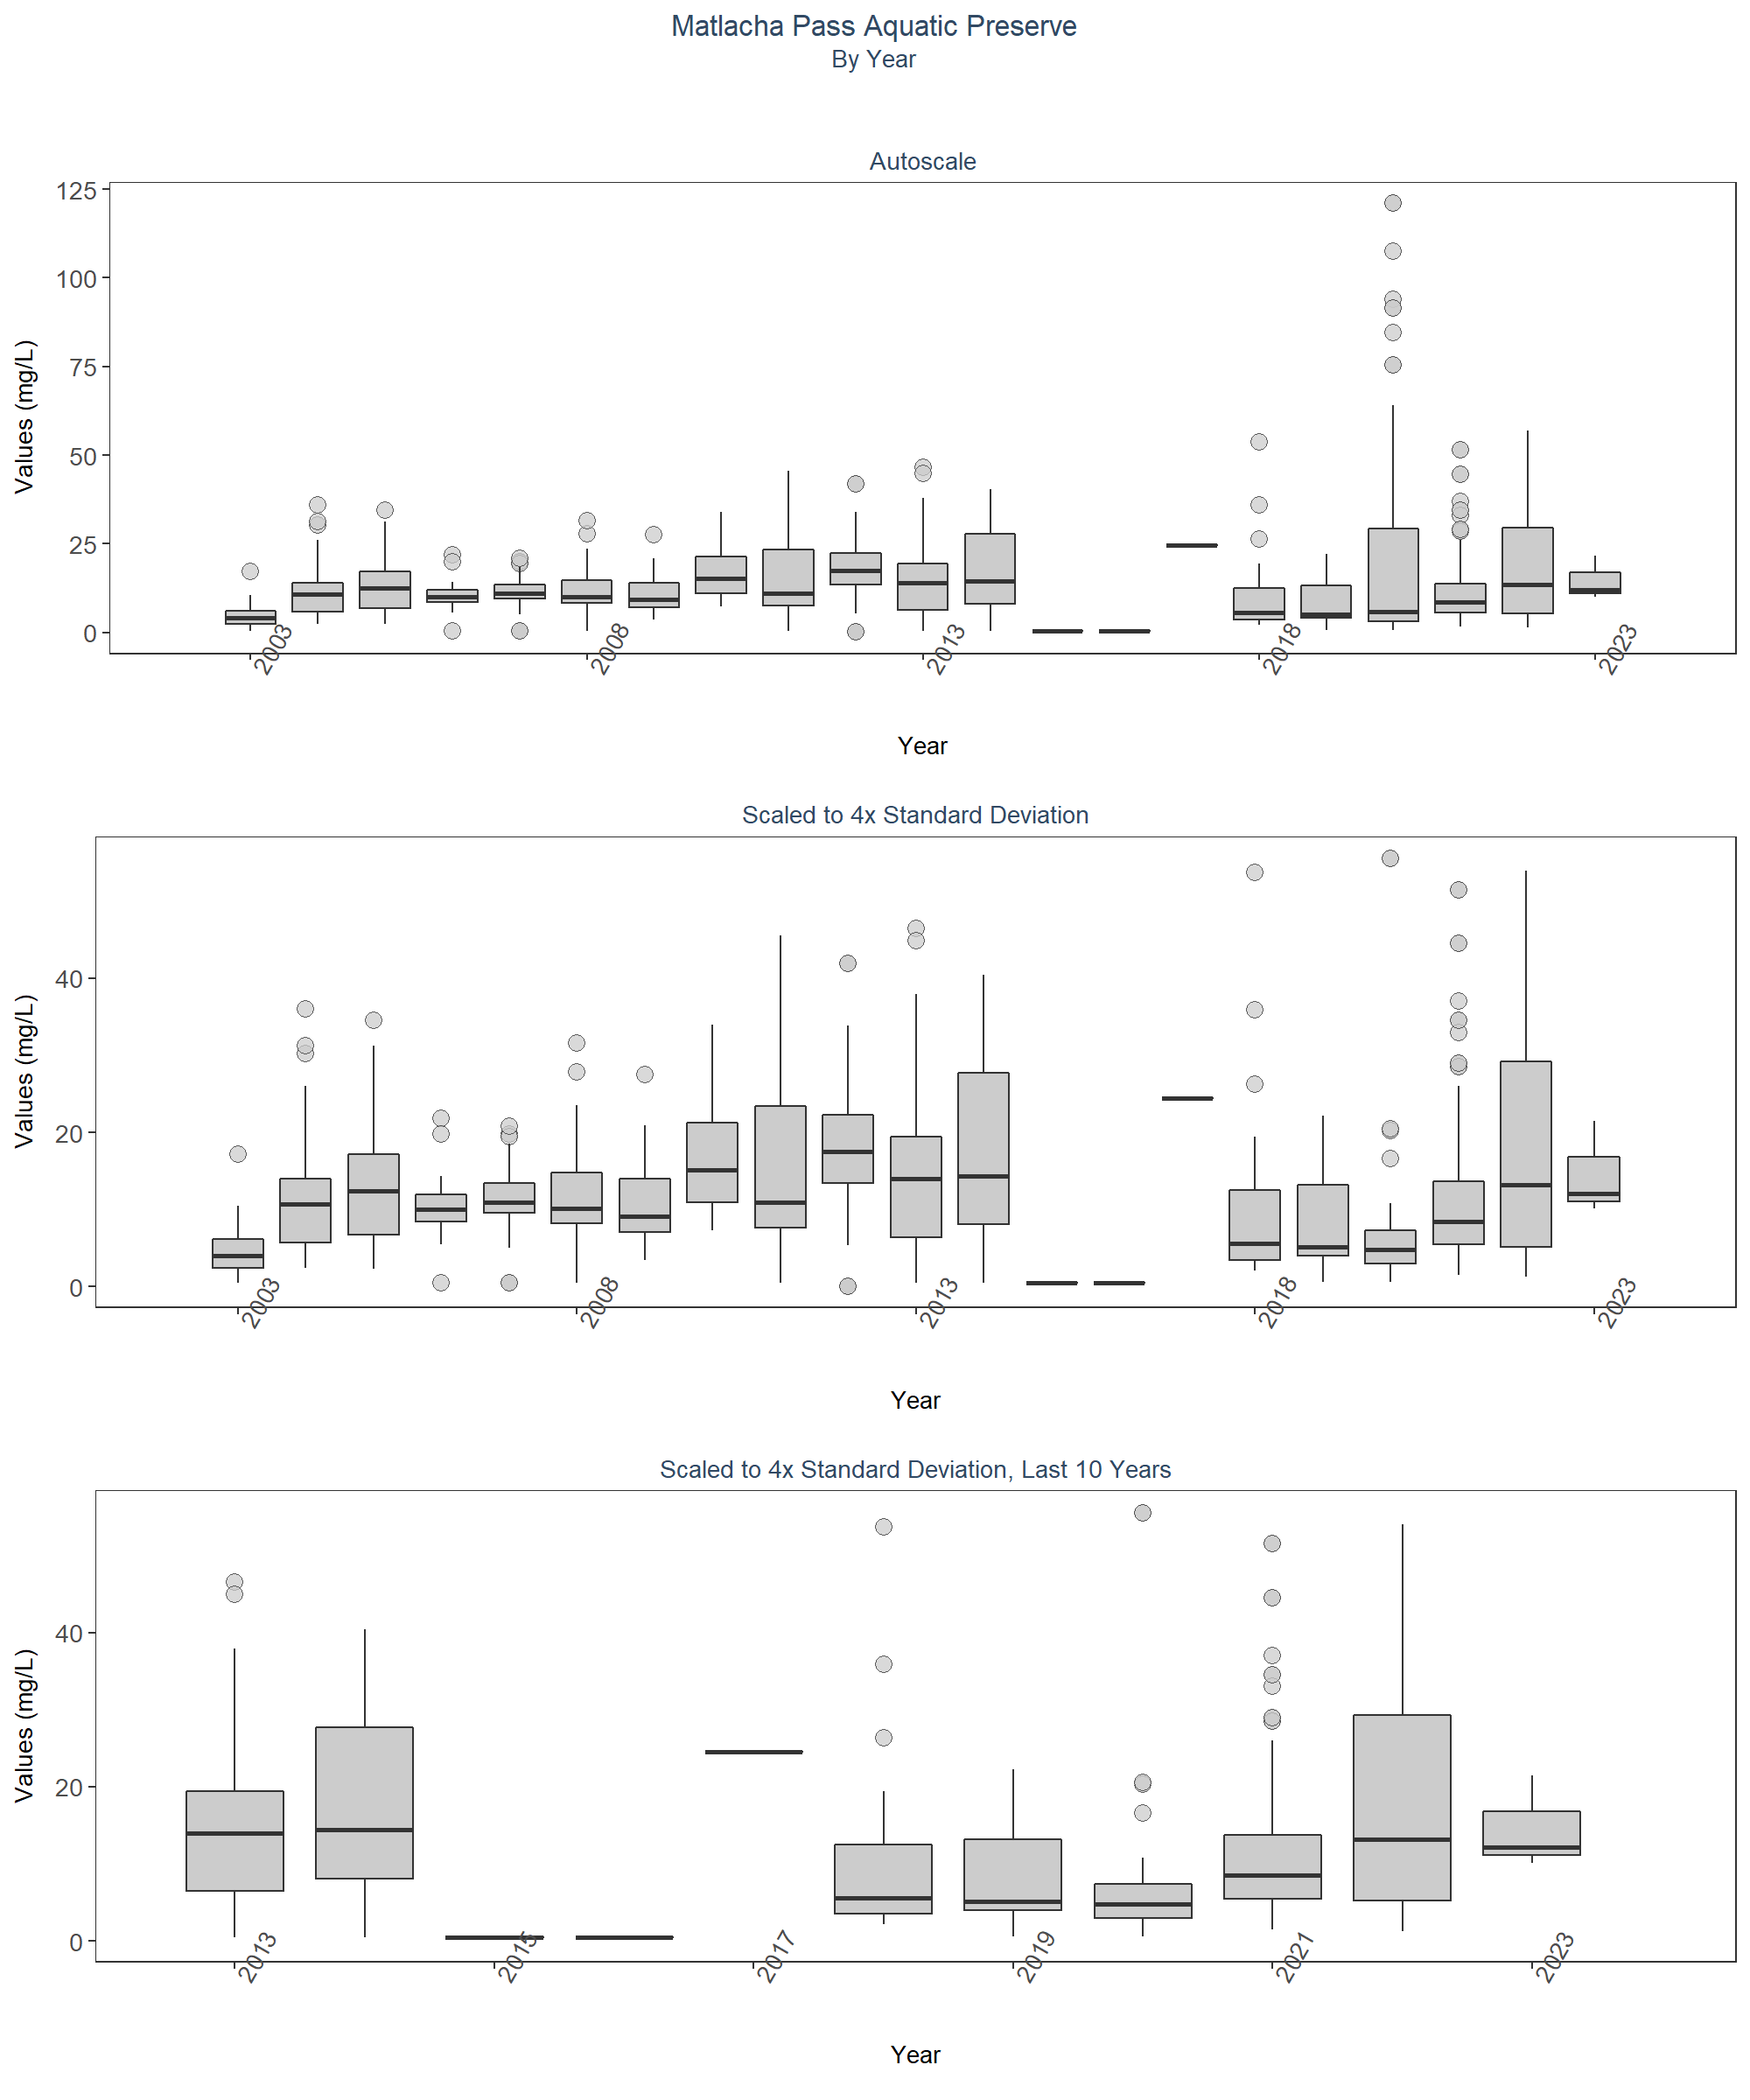 Matlacha Pass Aquatic Preserve
By Year
Autoscale
Values (mg/L)
125
100
75
50
25
0
2003
2008
2013
2018
2023
Year
Scaled to 4x Standard Deviation
Values (mg/L)
40
20
0
2003
2008
2013
2018
2023
Year
Scaled to 4x Standard Deviation, Last 10 Years
Values (mg/L)
40
20
0
2013
2015
2017
2019
2021
2023
Year